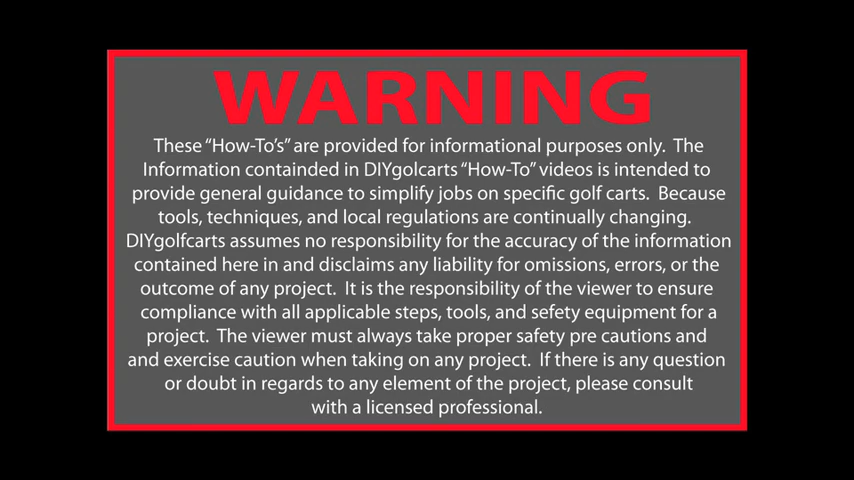 WARNING
These “How-To’s” are provided for informational purposes only.  The
Information containded in DIYgolcarts “How-To” videos is intended to
provide general guidance to simplify jobs on specific golf carts.  Because
tools, techniques, and local regulations are continually changing.
DIYgolfcarts assumes no responsibility for the accuracy of the information
contained here in and disclaims any liability for omissions, errors, or the
outcome of any project.  It is the responsibility of the viewer to ensure
compliance with all applicable steps, tools, and sefety equipment for a
project.  The viewer must always take proper safety pre cautions and
and exercise caution when taking on any project.  If there is any question
or doubt in regards to any element of the project, please consult
with a licensed professional.